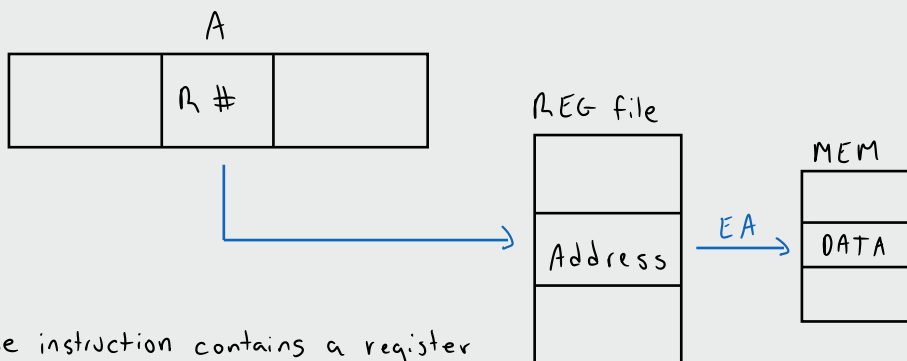 A
R #
REG file
MEM
EA
DATA
Address
instruction contains a register